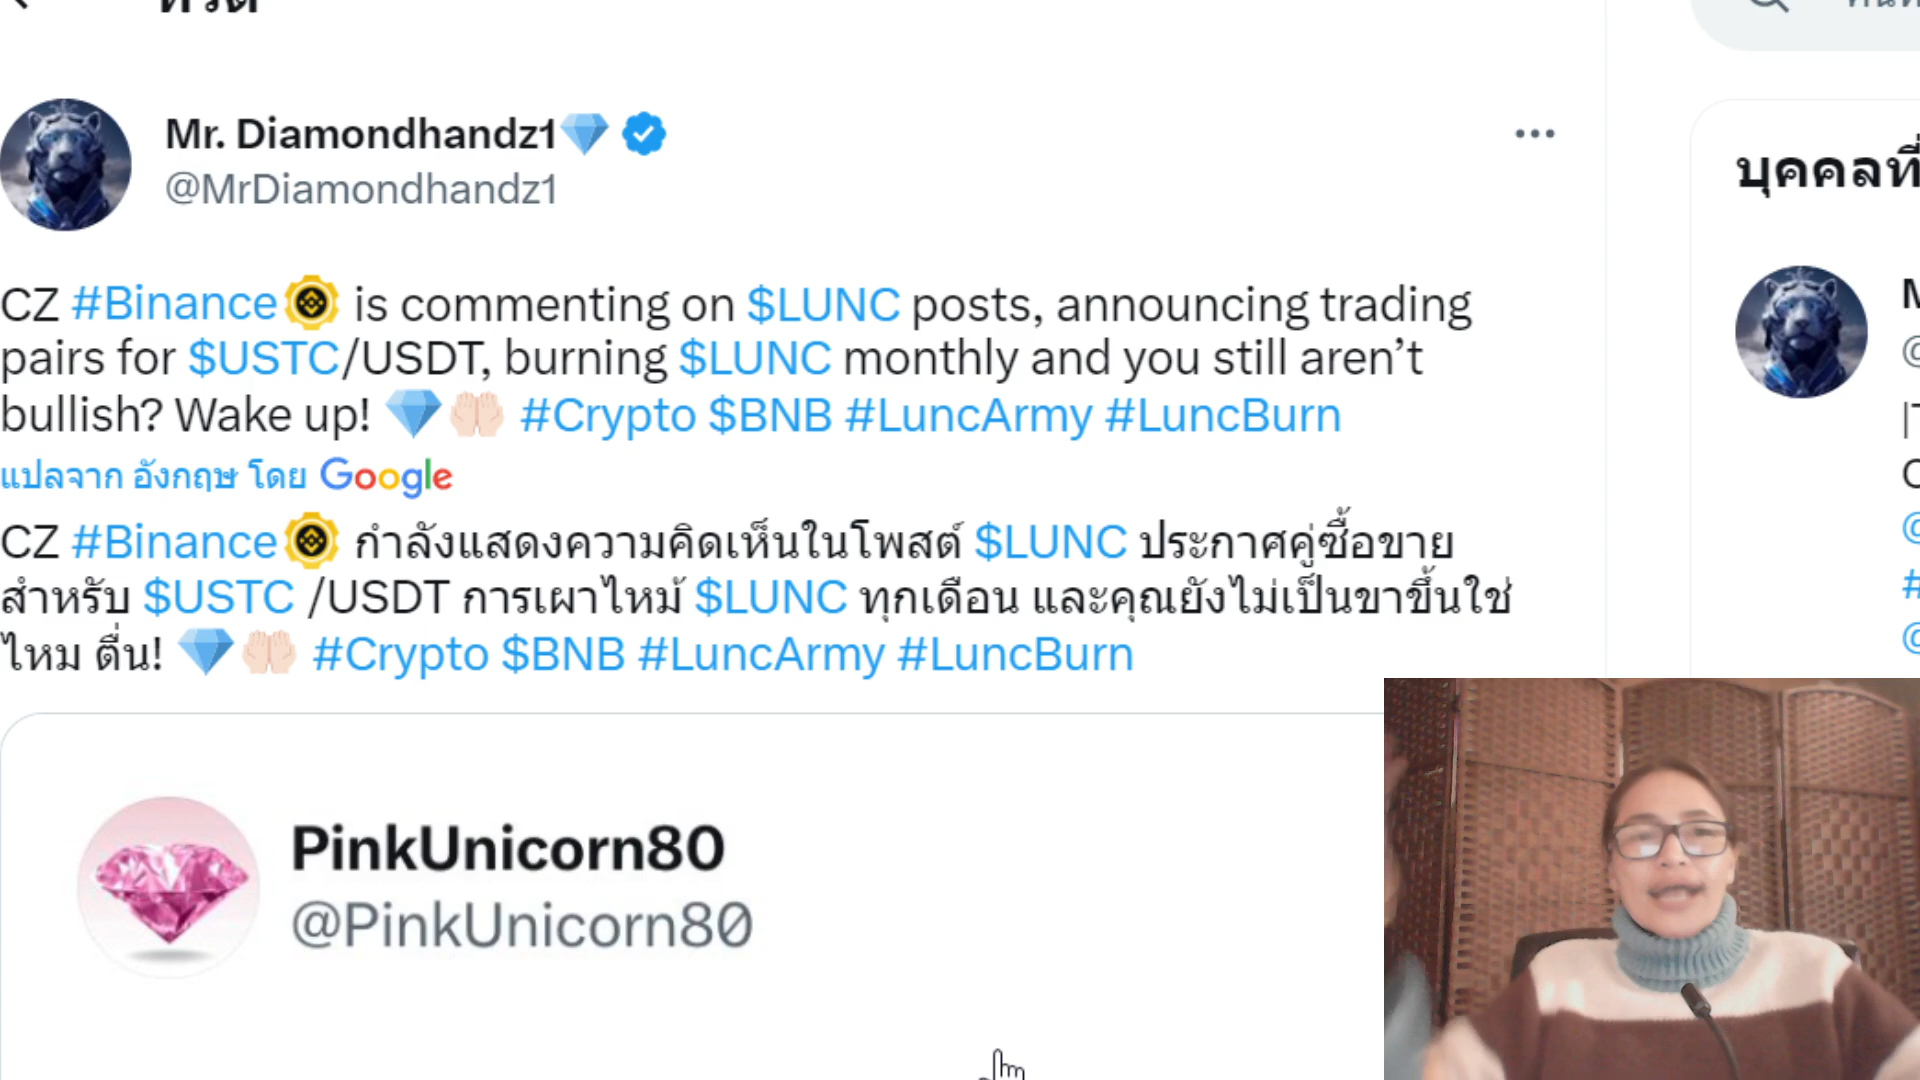 Mr. Diamondhandz1
@MrDiamondhandz1
CZ #Binance is commenting on $LUNC posts, announcing trading
pairs for $USTC/USDT, burning $LUNC monthly and you still aren’t
bullish? Wake up! #Crypto $BNB #LuncArmy #LuncBurn
แปลจาก อังกฤษ โดย Google
CZ #Binance กำลังแสดงความคิดเห็นในโพสต์ $LUNC ประกาศคู่ซื้อขาย
สำหรับ $USTC /USDT การเผาไหม้ $LUNC ทุกเดือน และคุณยังไม่เป็นขาขึ้นใช่
ไหม ตื่น! #Crypto $BNB #LuncArmy #LuncBurn
PinkUnicorn80
@PinkUnicorn80
บุคคลที่